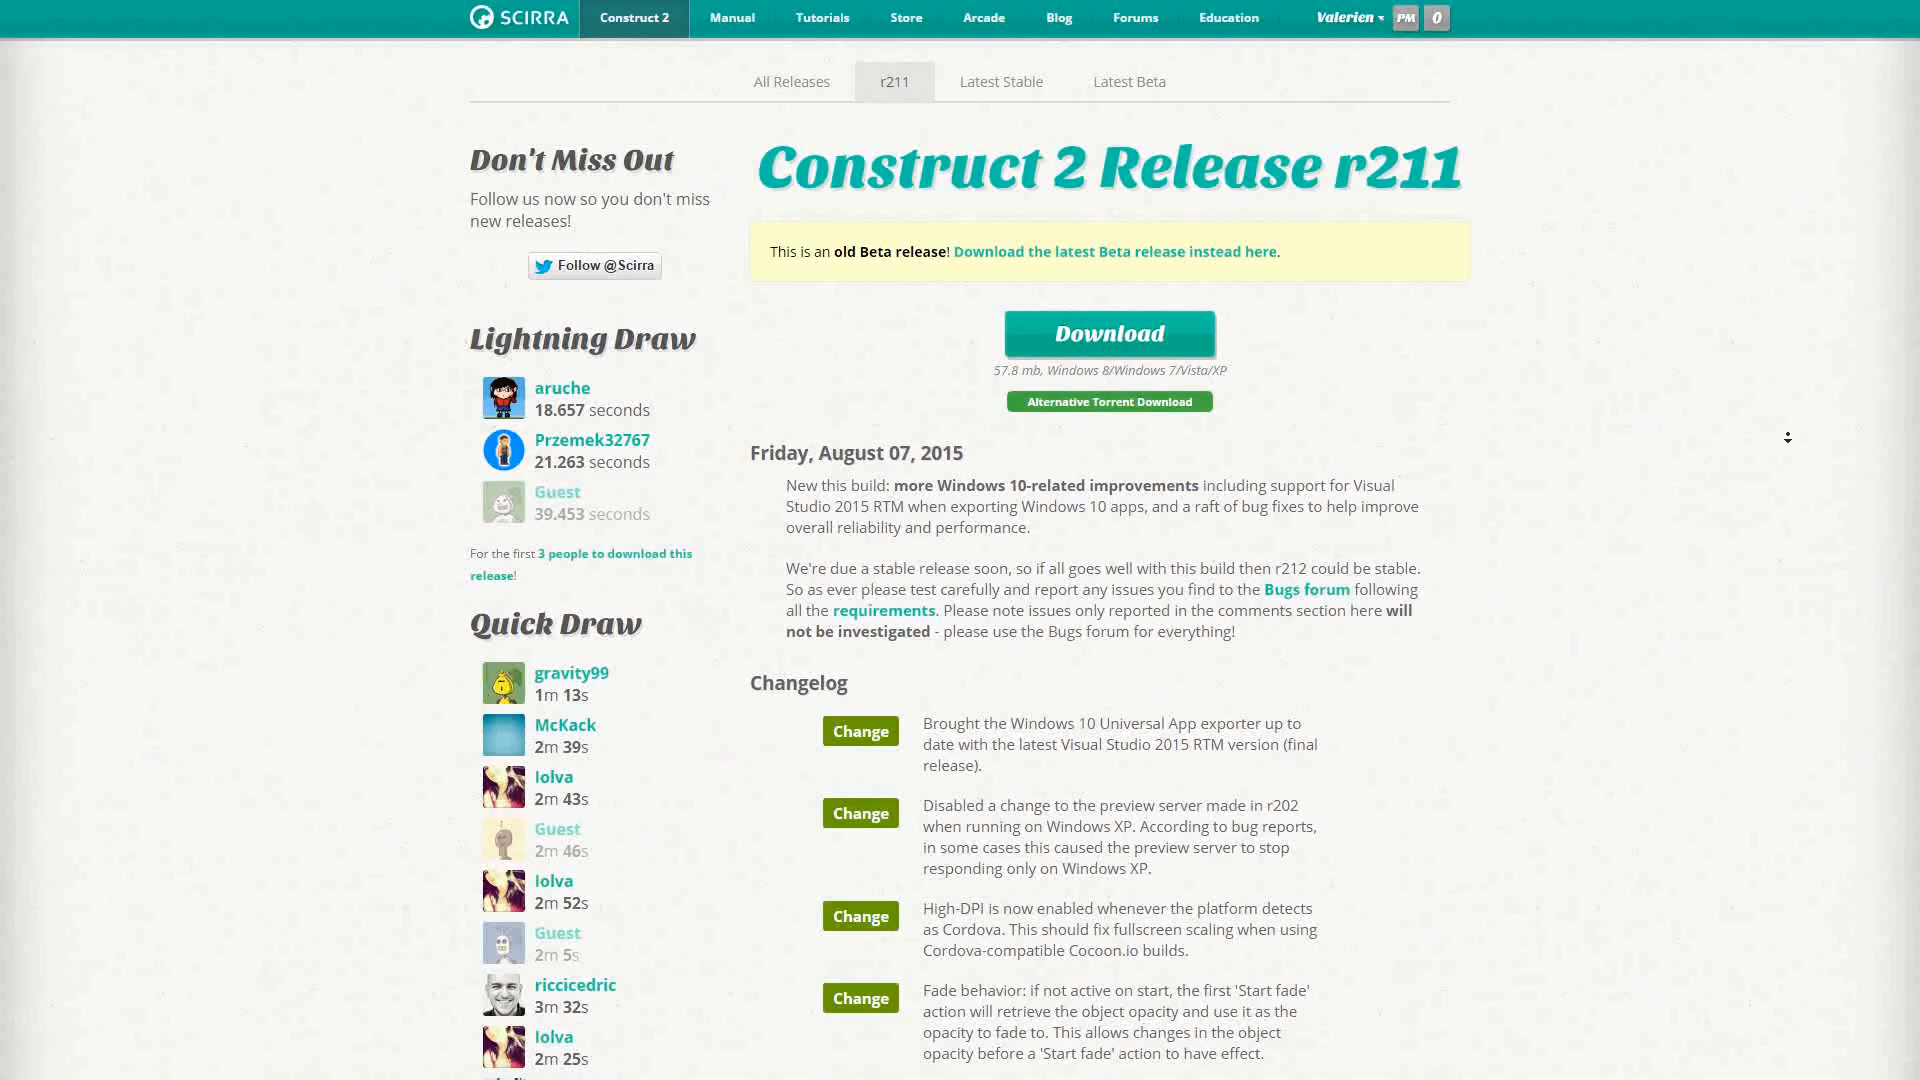 SCIRRA
Construct 2
Manual
Tutorials
Store
Arcade
Blog
Forums
Education
Valerien
PM
0
All Releases
r211
Latest Stable
Latest Beta
Don't Miss Out
Follow us now so you don't miss
new releases!
Follow @Scirra
Lightning Draw
aruche
18.657 seconds
Przemek32767
21.263 seconds
Guest
39.453 seconds
For the first 3 people to download this
release!
Quick Draw
gravity99
1m 13s
McKack
2m 39s
lolva
2m 43s
Guest
2m 46s
lolva
2m 52s
Guest
2m 5s
riccicedric
3m 32s
lolva
2m 25s
Construct 2 Release r211
This is an old Beta release! Download the latest Beta release instead here.
Download
57.8 mb, Windows 8/Windows 7/Vista/XP
Alternative Torrent Download
Friday, August 07, 2015
New this build: more Windows 10-related improvements including support for Visual
Studio 2015 RTM when exporting Windows 10 apps, and a raft of bug fixes to help improve
overall reliability and performance.
We're due a stable release soon, so if all goes well with this build then r212 could be stable.
So as ever please test carefully and report any issues you find to the Bugs forum following
all the requirements. Please note issues only reported in the comments section here will
not be investigated - please use the Bugs forum for everything!
Changelog
Change
Brought the Windows 10 Universal App exporter up to
date with the latest Visual Studio 2015 RTM version (final
release).
Change
Disabled a change to the preview server made in r202
when running on Windows XP. According to bug reports,
in some cases this caused the preview server to stop
responding only on Windows XP.
Change
High-DPI is now enabled whenever the platform detects
as Cordova. This should fix fullscreen scaling when using
Cordova-compatible Cocoon.io builds.
Change
Fade behavior: if not active on start, the first 'Start fade'
action will retrieve the object opacity and use it as the
opacity to fade to. This allows changes in the object
opacity before a 'Start fade' action to have effect.